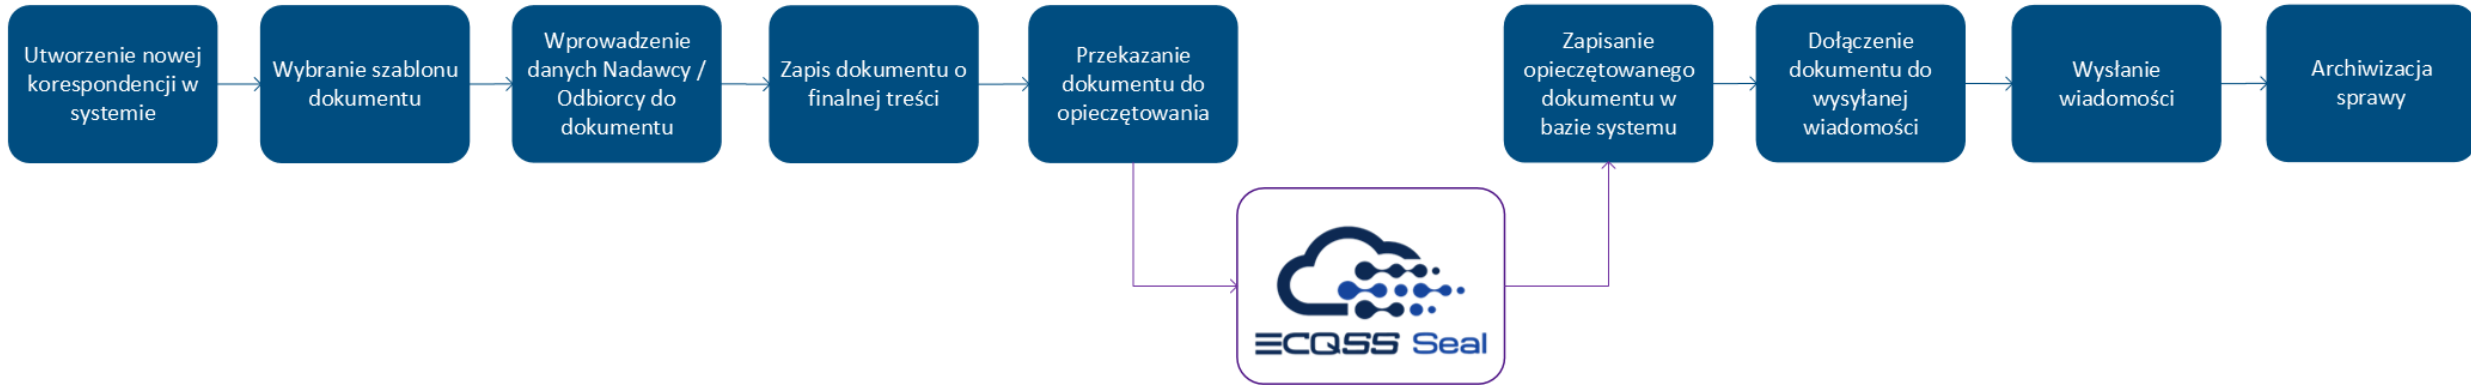 Utworzenie nowej
korespondencji w
systemie
Wybranie szablonu
dokumentu
Wprowadzenie
danych Nadawcy /
Odbiorcy do
dokumentu
Zapis dokumentu o
finalnej treści
Przekazanie
dokumentu do
opieczętowania
ECQSS Seal
Zapisanie
opieczętowanego
dokumentu w
bazie systemu
Dołączenie
dokumentu do
wysyłanej
wiadomości
Wysłanie
wiadomości
Archiwizacja
sprawy